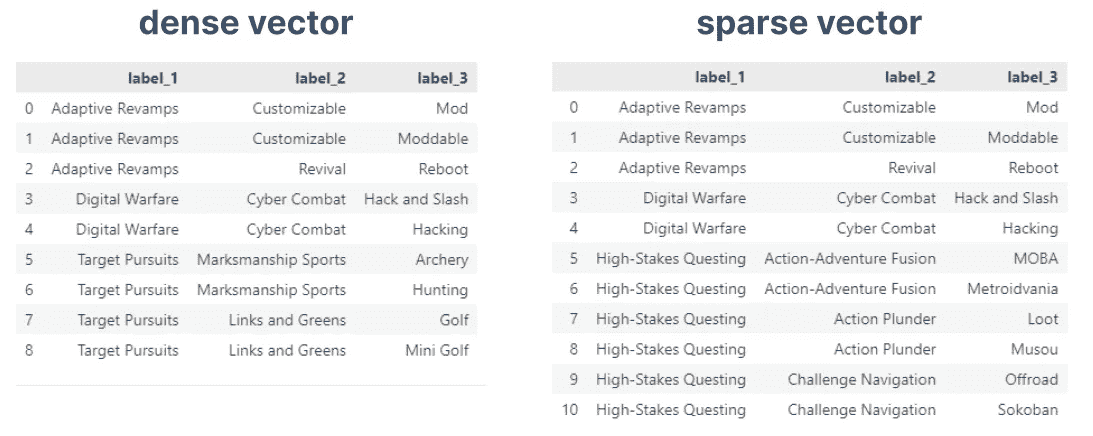 dense vector
label_1 label_2 label_3
0 Adaptive Revamps Customizable Mod
1 Adaptive Revamps Customizable Moddable
2 Adaptive Revamps Revival Reboot
3 Digital Warfare Cyber Combat Hack and Slash
4 Digital Warfare Cyber Combat Hacking
5 Target Pursuits Marksmanship Sports Archery
6 Target Pursuits Marksmanship Sports Hunting
7 Target Pursuits Links and Greens Golf
8 Target Pursuits Links and Greens Mini Golf
sparse vector
label_1 label_2 label_3
0 Adaptive Revamps Customizable Mod
1 Adaptive Revamps Customizable Moddable
2 Adaptive Revamps Revival Reboot
3 Digital Warfare Cyber Combat Hack and Slash
4 Digital Warfare Cyber Combat Hacking
5 High-Stakes Questing Action-Adventure Fusion MOBA
6 High-Stakes Questing Action-Adventure Fusion Metroidvania
7 High-Stakes Questing Action Plunder Loot
8 High-Stakes Questing Action Plunder Musou
9 High-Stakes Questing Challenge Navigation Offroad
10 High-Stakes Questing Challenge Navigation Sokoban